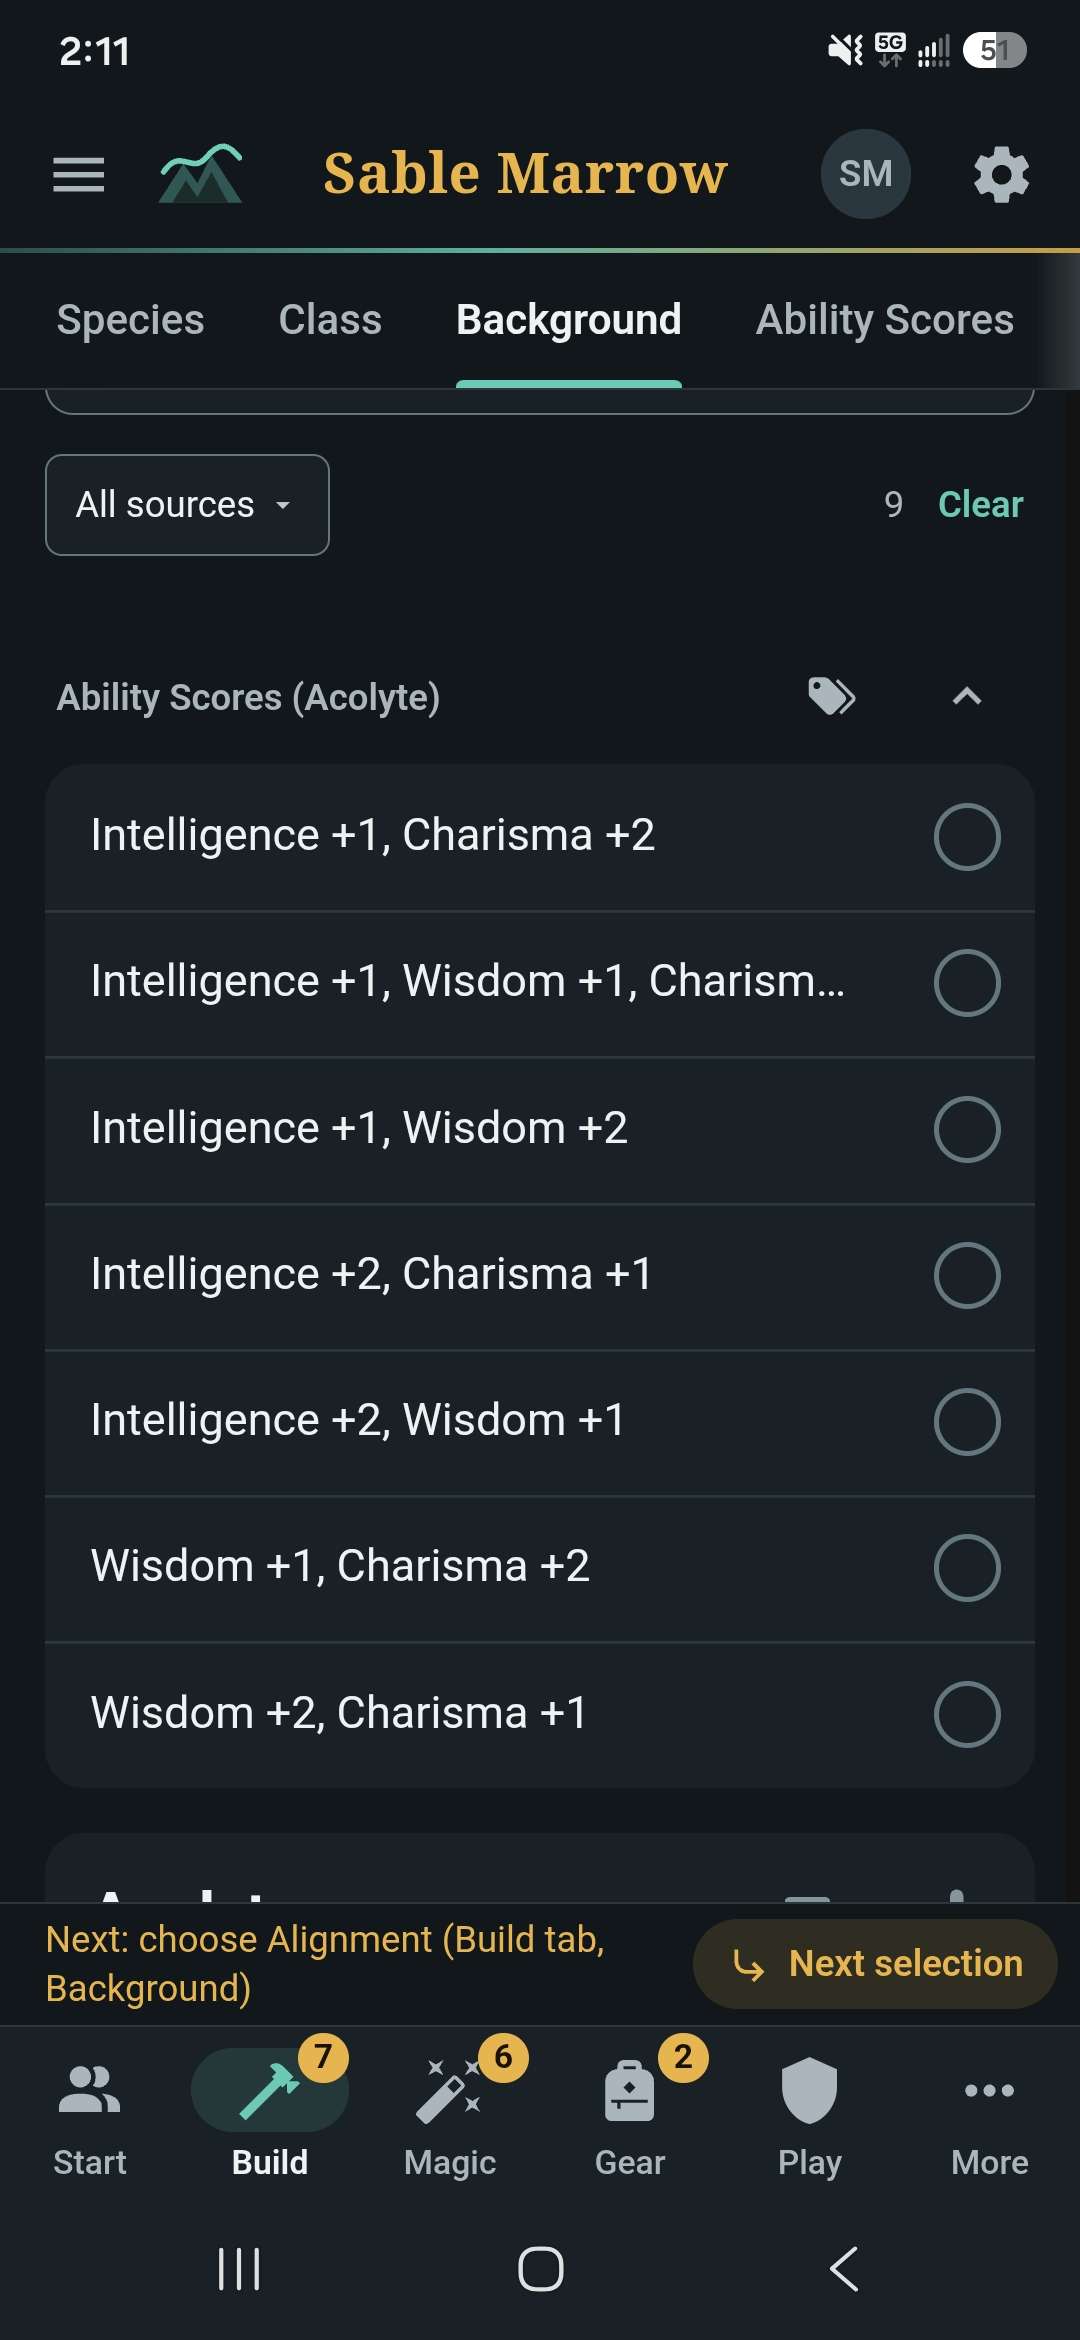 2:11
5G
51
Sable Marrow
SM
Species Class Background Ability Scores
All sources
9 Clear
Ability Scores (Acolyte)
Intelligence +1, Charisma +2
Intelligence +1, Wisdom +1, Charism...
Intelligence +1, Wisdom +2
Intelligence +2, Charisma +1
Intelligence +2, Wisdom +1
Wisdom +1, Charisma +2
Wisdom +2, Charisma +1
Next: choose Alignment (Build tab,
Background)
Next selection
7 6 2
Start Build Magic Gear Play More